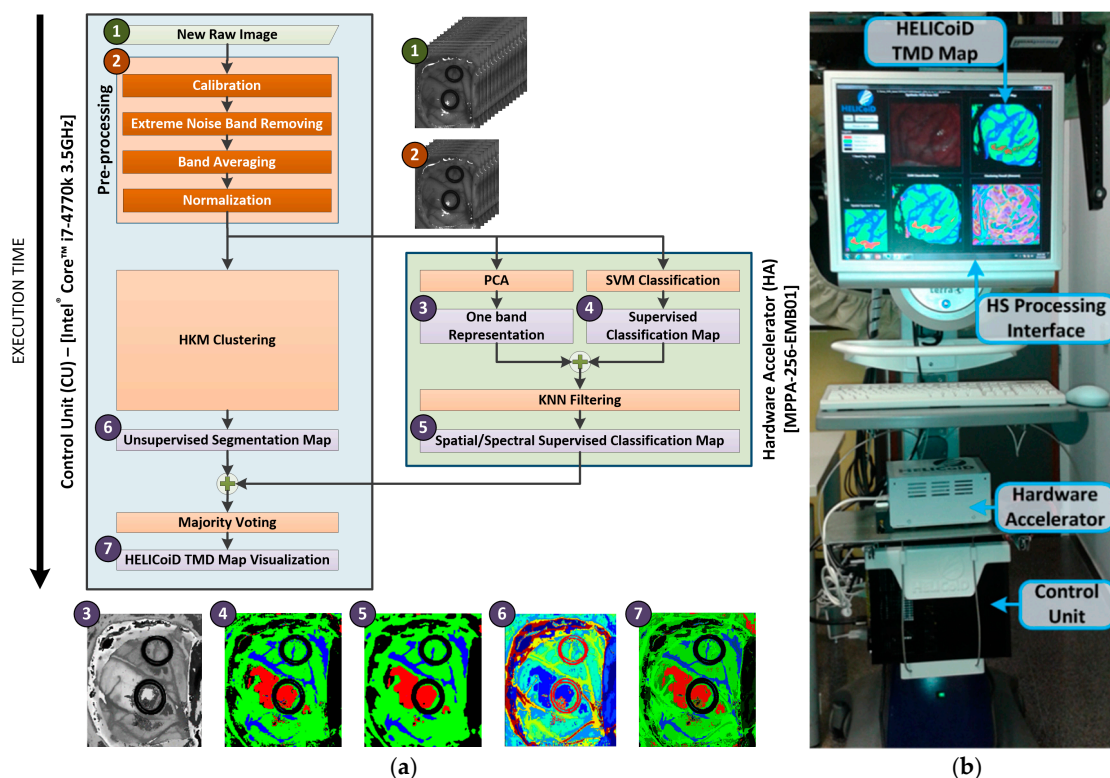 1
New Raw Image
2
Calibration
Extreme Noise Band Removing
Band Averaging
Normalization
Pre-processing
EXECUTION TIME
Control Unit (CU) – [Intel® Core™ i7-4770k 3.5GHz]
HKM Clustering
6
Unsupervised Segmentation Map
Majority Voting
7
HELICoiD TMD Map Visualization
1
2
PCA
SVM Classification
3
One band
Representation
4
Supervised
Classification Map
KNN Filtering
5
Spatial/Spectral Supervised Classification Map
Hardware Accelerator (HA)
[MPPA-256-EMB01]
3
4
5
6
7
(a)
HELICoiD
TMD Map
HELICoiD
HS Processing
Interface
HELICoiD
Hardware
Accelerator
Control
Unit
(b)